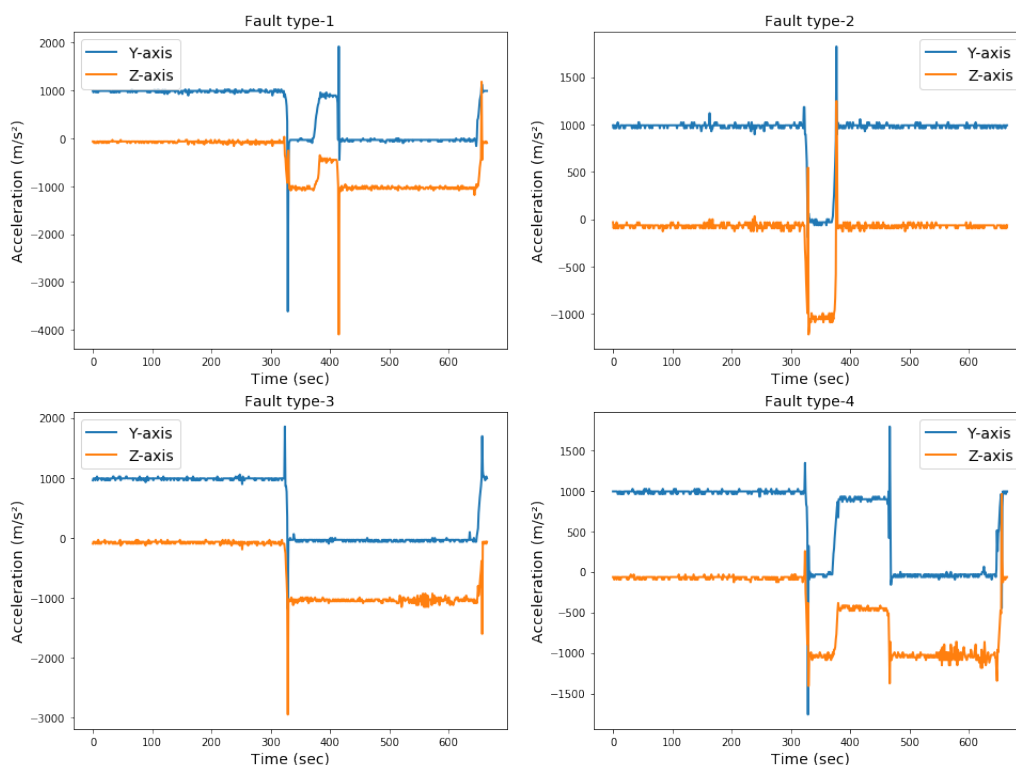 Fault type-1
Y-axis
Z-axis
2000
1000
0
−1000
−2000
−3000
−4000
Acceleration (m/s²)
0 100 200 300 400 500 600
Time (sec)
Fault type-2
Y-axis
Z-axis
1500
1000
500
0
−500
−1000
Acceleration (m/s²)
0 100 200 300 400 500 600
Time (sec)
Fault type-3
Y-axis
Z-axis
2000
1000
0
−1000
−2000
−3000
Acceleration (m/s²)
0 100 200 300 400 500 600
Time (sec)
Fault type-4
Y-axis
Z-axis
1500
1000
500
0
−500
−1000
−1500
Acceleration (m/s²)
0 100 200 300 400 500 600
Time (sec)